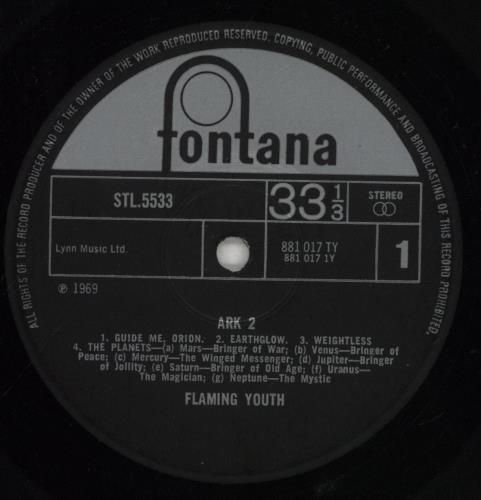 ALL RIGHTS OF THE RECORD PRODUCER AND OF THE OWNER OF THE WORK REPRODUCED RESERVED. COPYING, PUBLIC PERFORMANCE AND BROADCASTING OF THIS RECORD PROHIBITED.
fontana
STL.5533
33 1/3
STEREO
Lynn Music Ltd.
881 017 TY
881 017 1Y
1
℗ 1969
ARK 2
1. GUIDE ME, ORION. 2. EARTHGLOW. 3. WEIGHTLESS
4. THE PLANETS—(a) Mars—Bringer of War; (b) Venus—Bringer of
Peace; (c) Mercury—The Winged Messenger; (d) Jupiter—Bringer
of Jollity; (e) Saturn—Bringer of Old Age; (f) Uranus—
The Magician; (g) Neptune—The Mystic
FLAMING YOUTH